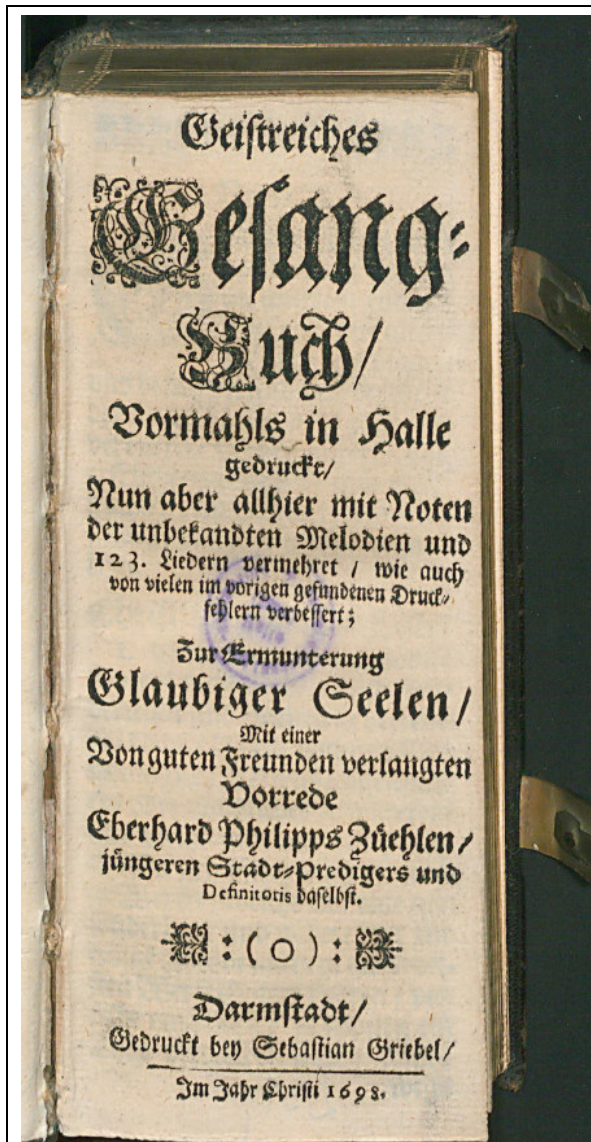 Geistreiches
Gesang-
Buch/
Vormahls in Halle
gedruckt/
Nun aber allhier mit Noten
der unbekandten Melodien und
123. Liedern vermehret / wie auch
von vielen im vorigen gefundenen Druck-
fehlern verbessert;
Zur Ermunterung
Glaubiger Seelen/
Mit einer
Von guten Freunden verlangten
Vorrede
Eberhard Philipps Züehlen/
jüngeren Stadt-Predigers und
Definitoris daselbst.
:(O):
Darmstadt/
Gedruckt bey Sebastian Griebel/
Im Jahr Christi 1698.